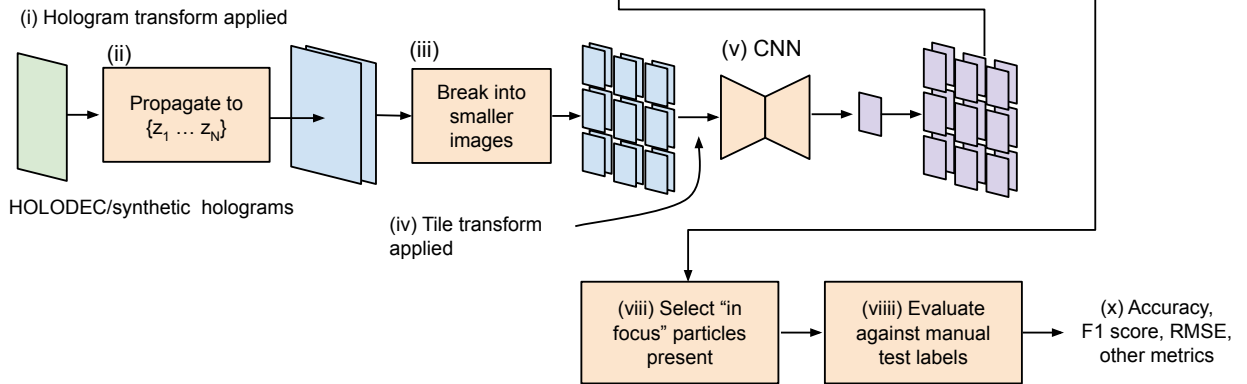 (i) Hologram transform applied
(ii)
Propagate to
{z1 … zN}
(iii)
Break into
smaller
images
(v) CNN
HOLODEC/synthetic holograms
(iv) Tile transform
applied
(viii) Select “in
focus” particles
present
(viiii) Evaluate
against manual
test labels
(x) Accuracy,
F1 score, RMSE,
other metrics